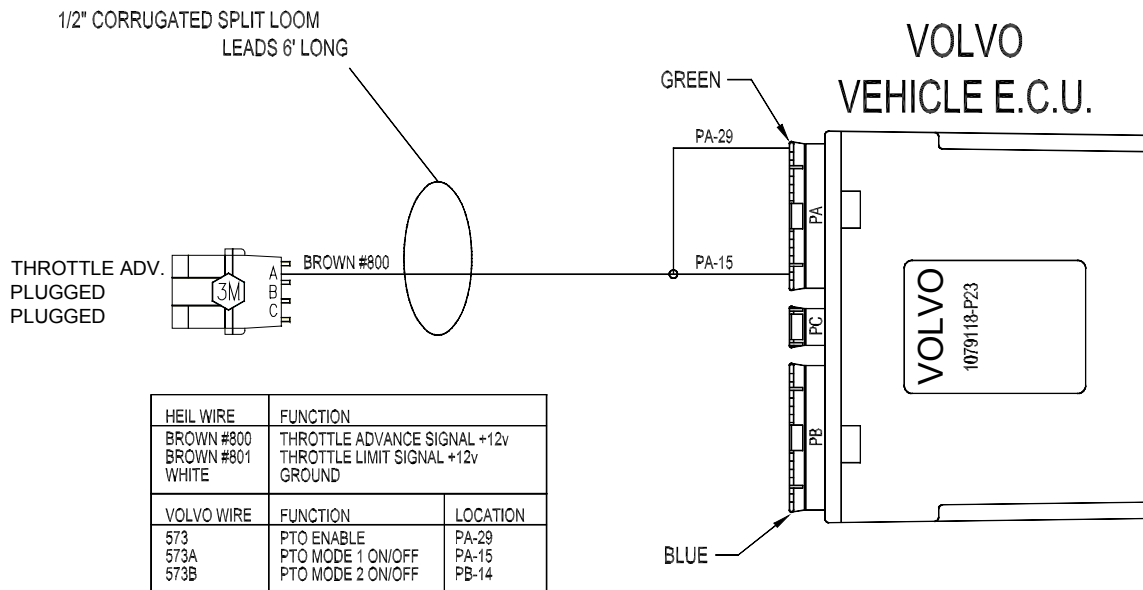 1/2" CORRUGATED SPLIT LOOM
LEADS 6' LONG
VOLVO
VEHICLE E.C.U.
GREEN
PA-29
PA
THROTTLE ADV.
PLUGGED
PLUGGED
3M
A
B
C
BROWN #800
PA-15
PC
VOLVO
1079118-P23
PB
BLUE
HEIL WIRE FUNCTION
BROWN #800 THROTTLE ADVANCE SIGNAL +12v
BROWN #801 THROTTLE LIMIT SIGNAL +12v
WHITE GROUND
VOLVO WIRE FUNCTION LOCATION
573 PTO ENABLE PA-29
573A PTO MODE 1 ON/OFF PA-15
573B PTO MODE 2 ON/OFF PB-14